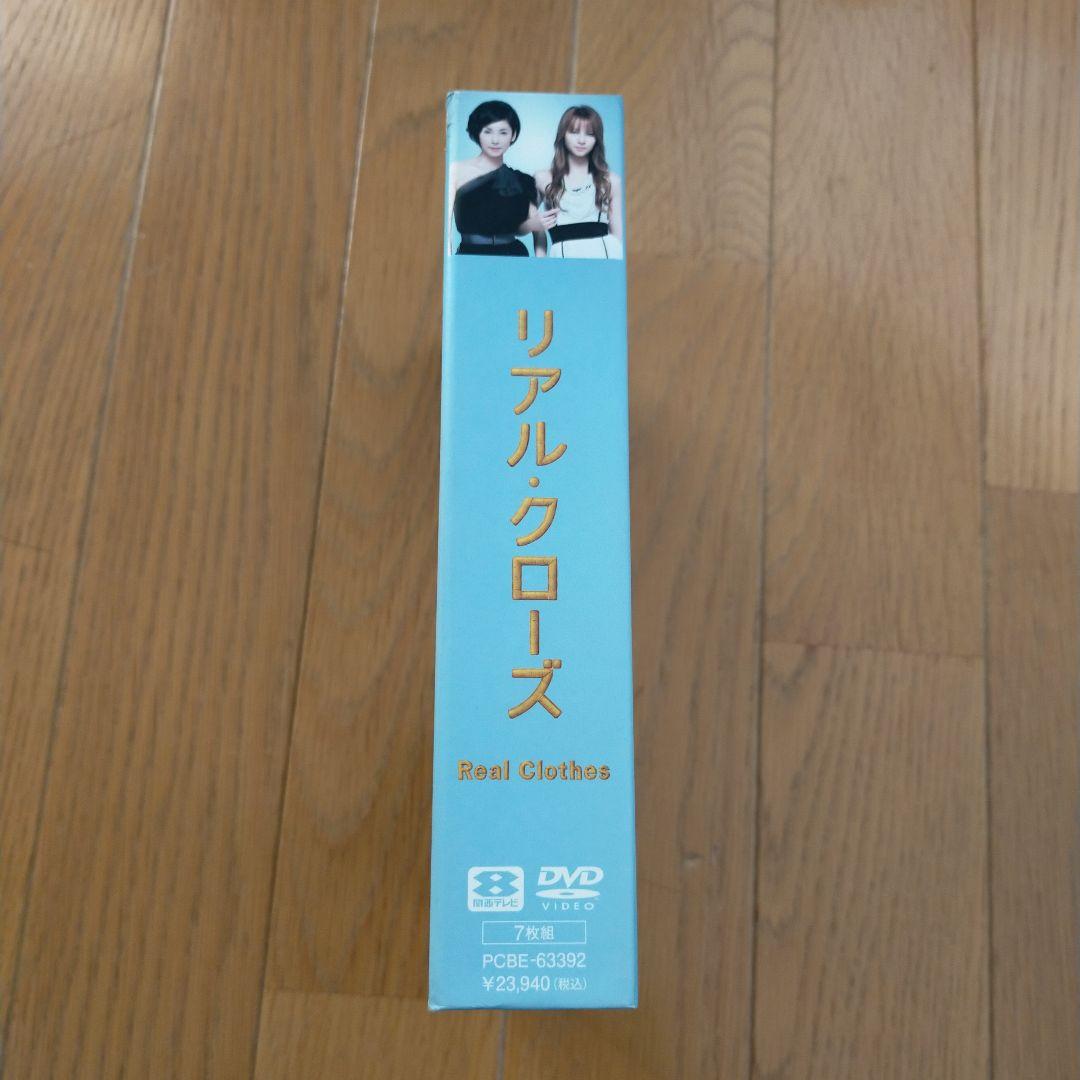 リアル・クローズ
Real Clothes
関西テレビ
DVD
VIDEO
7枚組
PCBE-63392
¥23,940(税込)